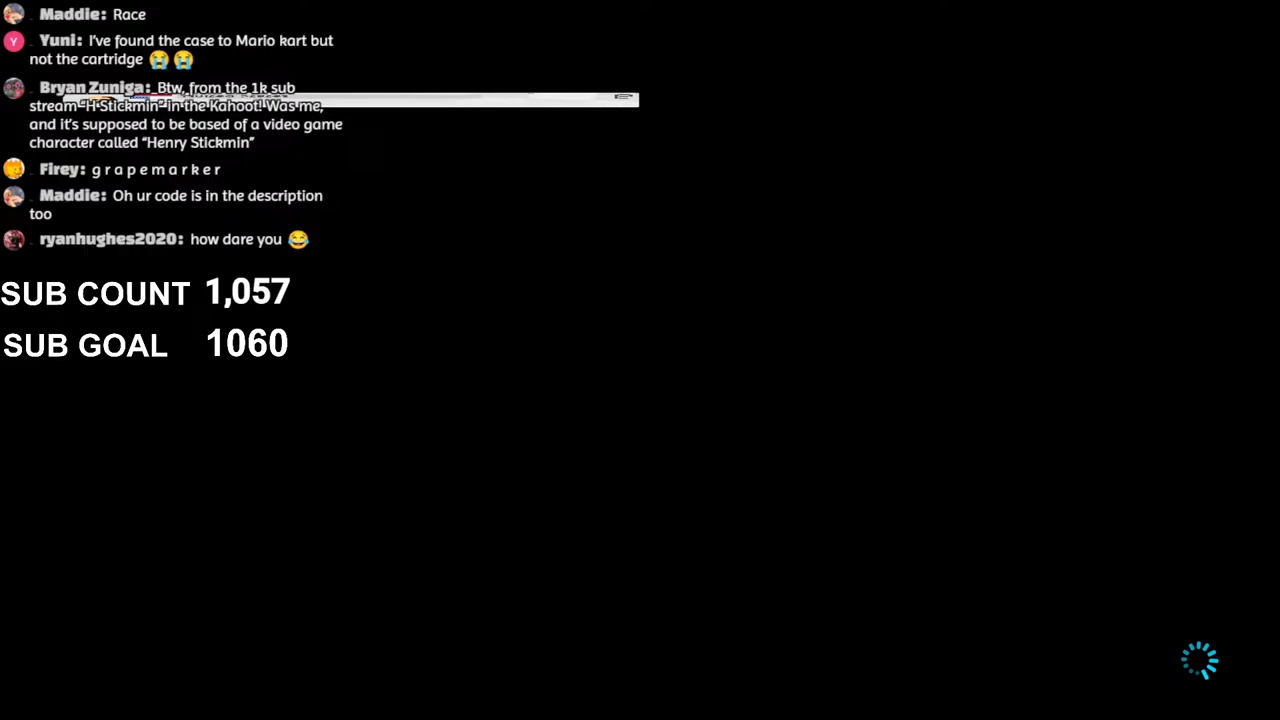 Maddie: Race
Yuni: I've found the case to Mario kart but
not the cartridge 😭 😭
Bryan Zuniga: Btw, from the 1k sub
stream “H Stickmin” in the Kahoot! Was me,
and it's supposed to be based of a video game
character called “Henry Stickmin”
Firey: g r a p e m a r k e r
Maddie: Oh ur code is in the description
too
ryanhughes2020: how dare you 😂
SUB COUNT 1,057
SUB GOAL 1060